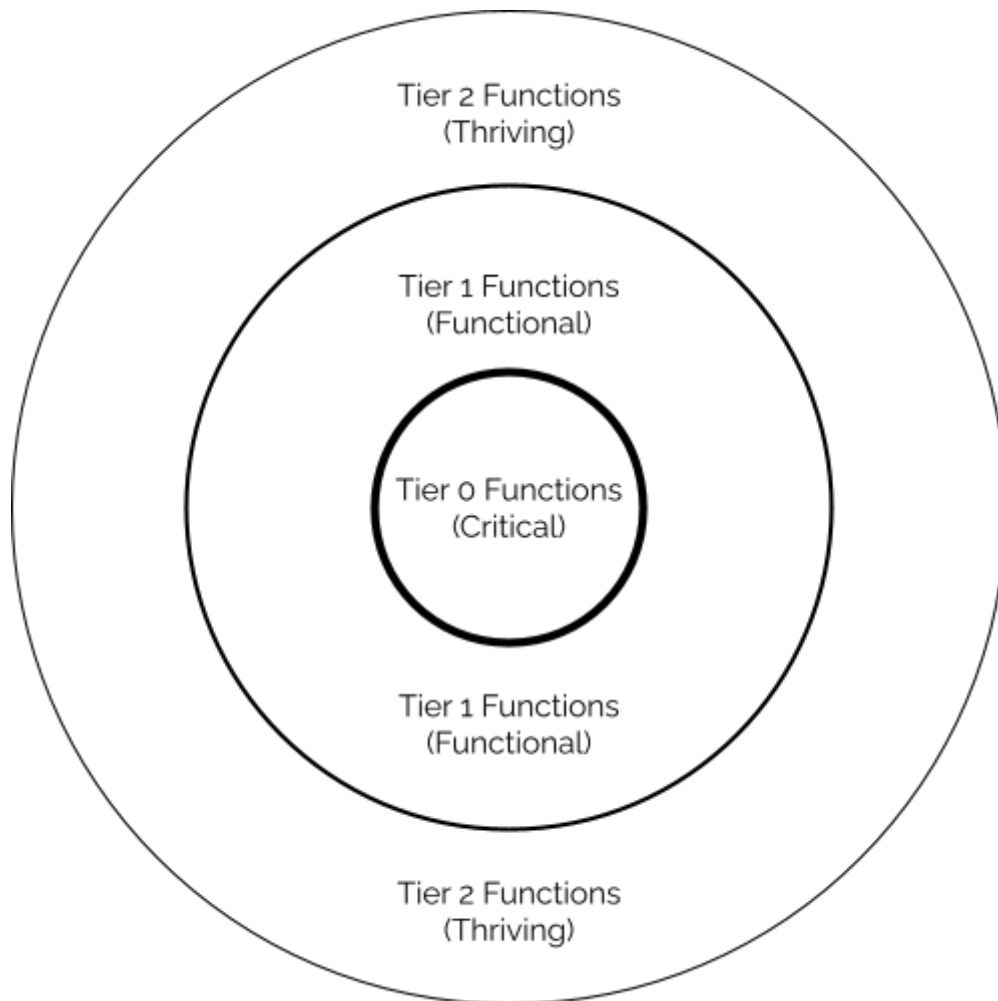 Tier 2 Functions
(Thriving)
Tier 1 Functions
(Functional)
Tier 0 Functions
(Critical)
Tier 1 Functions
(Functional)
Tier 2 Functions
(Thriving)